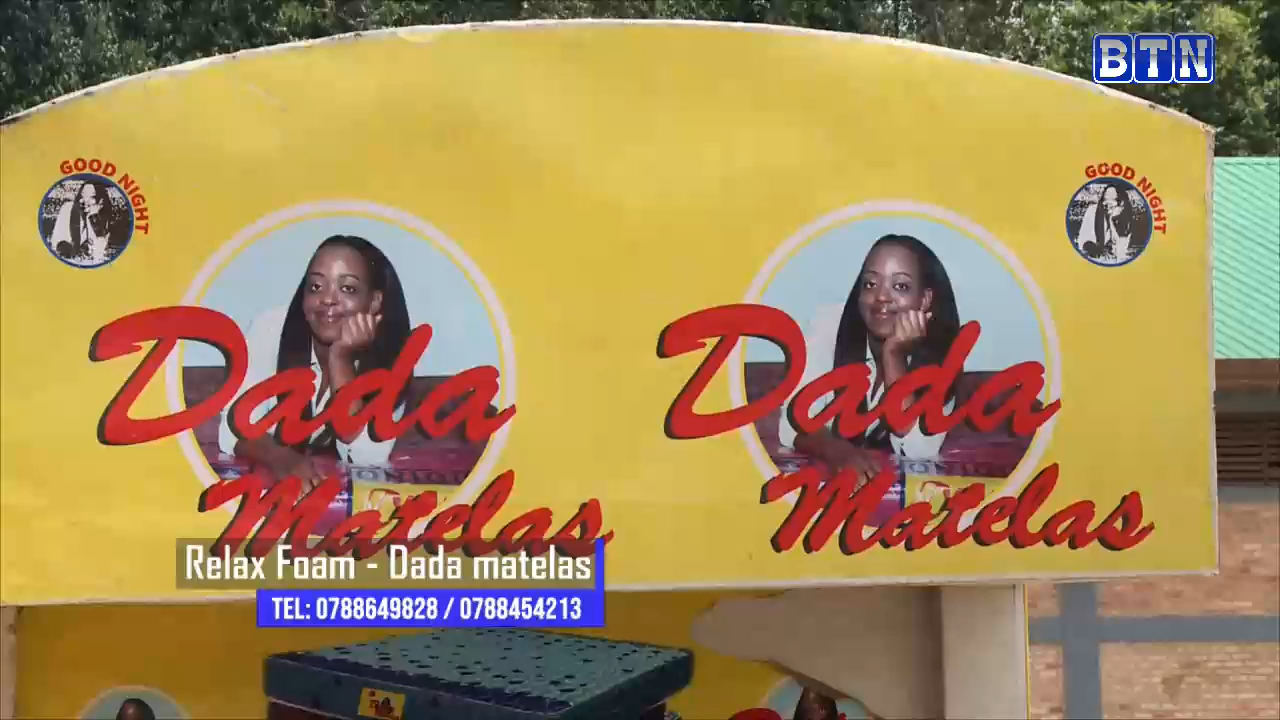 BTN
GOOD NIGHT
GOOD NIGHT
Dada
Matelas
Dada
Matelas
Relax Foam - Dada matelas
TEL: 0788649828 / 0788454213